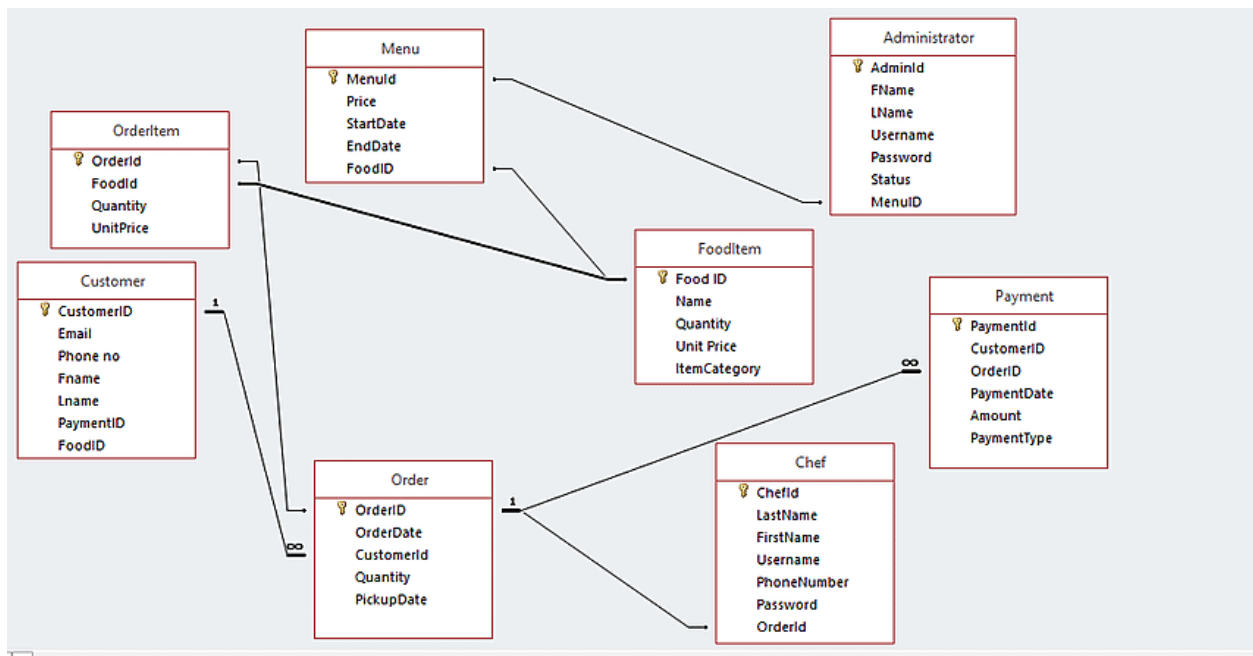 Menu
MenuId
Price
StartDate
EndDate
FoodID
Administrator
AdminId
FName
LName
Username
Password
Status
MenuID
OrderItem
OrderId
FoodId
Quantity
UnitPrice
FoodItem
Food ID
Name
Quantity
Unit Price
ItemCategory
Customer
CustomerID
Email
Phone no
Fname
Lname
PaymentID
FoodID
1
∞
Payment
PaymentId
CustomerID
OrderID
PaymentDate
Amount
PaymentType
∞
Order
OrderID
OrderDate
CustomerId
Quantity
PickupDate
1
Chef
ChefId
LastName
FirstName
Username
PhoneNumber
Password
OrderId